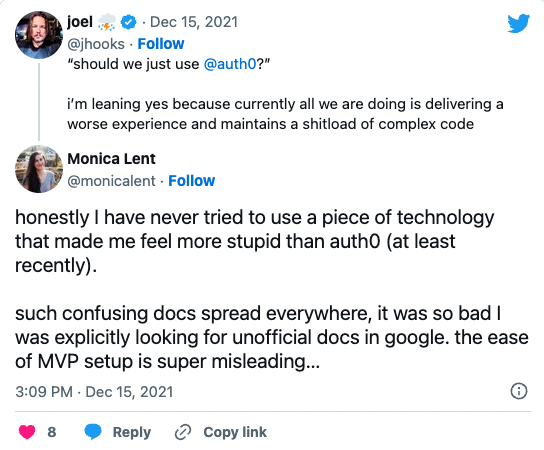 joel 🌩️ · Dec 15, 2021
@jhooks · Follow
“should we just use @auth0?”
i’m leaning yes because currently all we are doing is delivering a
worse experience and maintains a shitload of complex code
Monica Lent
@monicalent · Follow
honestly I have never tried to use a piece of technology
that made me feel more stupid than auth0 (at least
recently).
such confusing docs spread everywhere, it was so bad I
was explicitly looking for unofficial docs in google. the ease
of MVP setup is super misleading...
3:09 PM · Dec 15, 2021
8 Reply Copy link